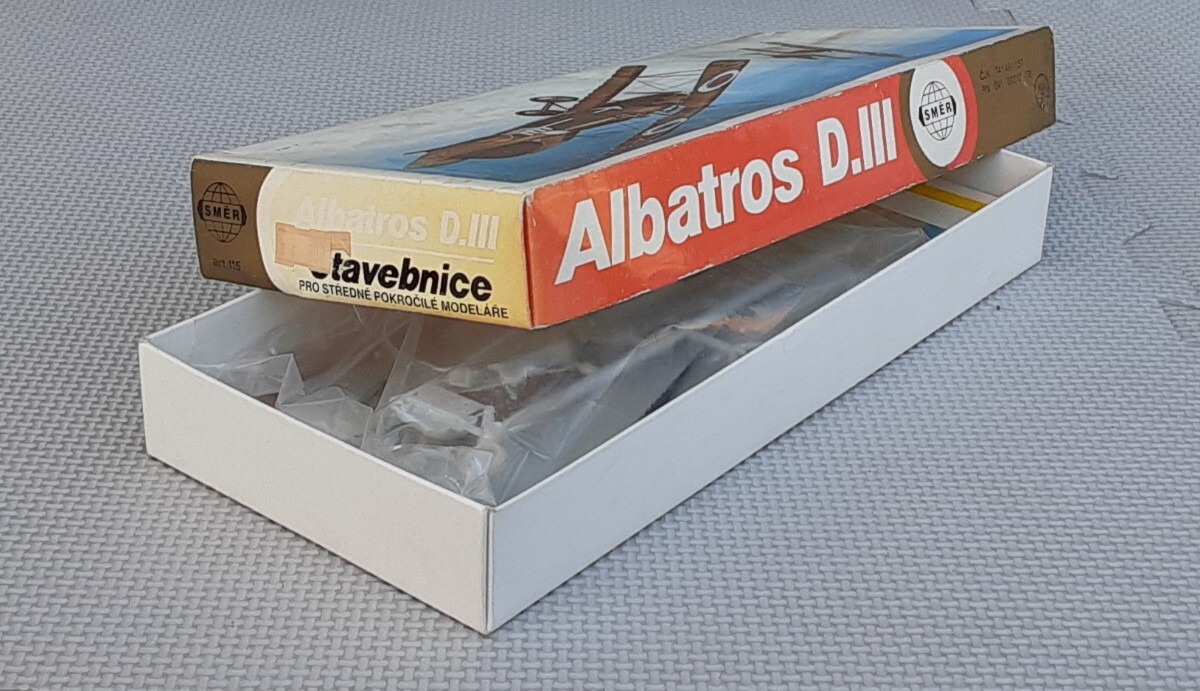 SMĚR
art. 115
Albatros D.III
Stavebnice
PRO STŘEDNĚ POKROČILÉ MODELÁŘE
Albatros D.III
SMĚR